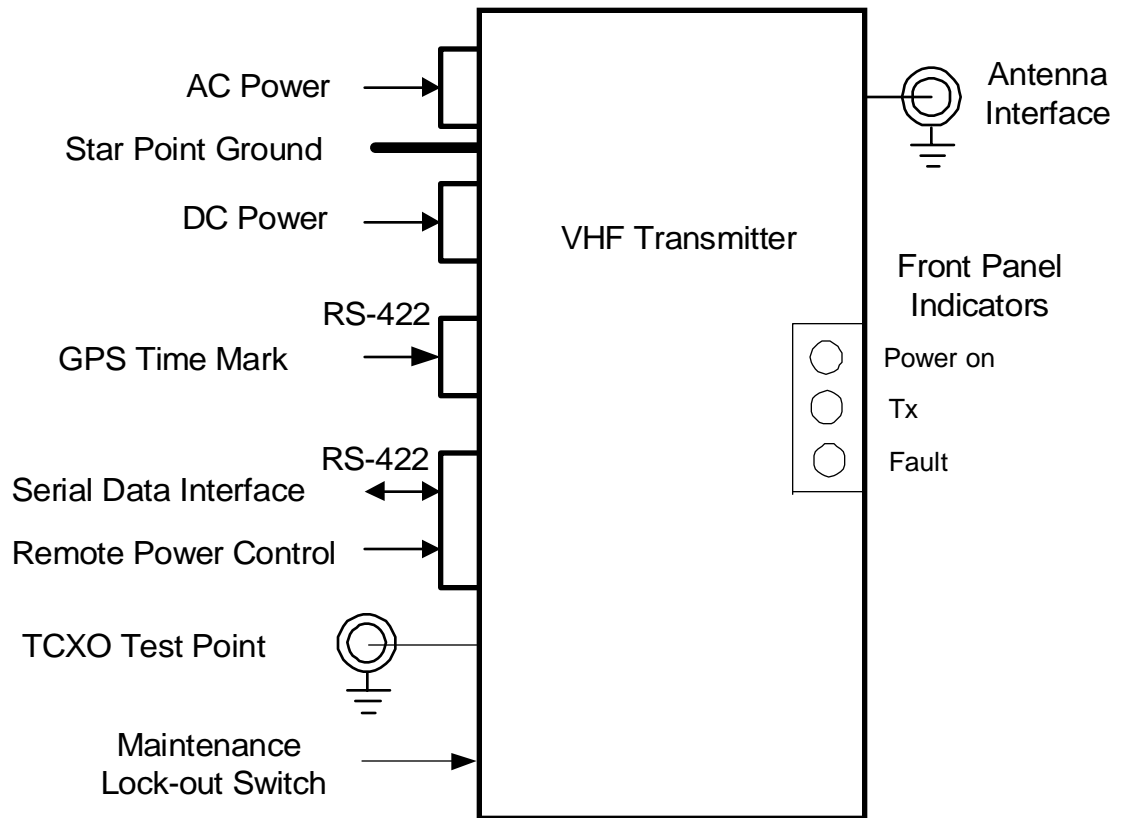 AC Power
Star Point Ground
DC Power
RS-422
GPS Time Mark
RS-422
Serial Data Interface
Remote Power Control
TCXO Test Point
Maintenance
Lock-out Switch
VHF Transmitter
Antenna
Interface
Front Panel
Indicators
Power on
Tx
Fault